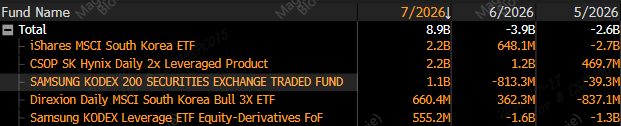 Fund Name 7/2026↓ 6/2026 5/2026
Total 8.9B -3.9B -2.6B
iShares MSCI South Korea ETF 2.2B 648.1M -2.7B
CSOP SK Hynix Daily 2x Leveraged Product 2.2B 1.2B 469.7M
SAMSUNG KODEX 200 SECURITIES EXCHANGE TRADED FUND 1.1B -813.3M -39.3M
Direxion Daily MSCI South Korea Bull 3X ETF 660.4M 362.3M -837.1M
Samsung KODEX Leverage ETF Equity-Derivatives FoF 555.2M -1.6B -1.3B